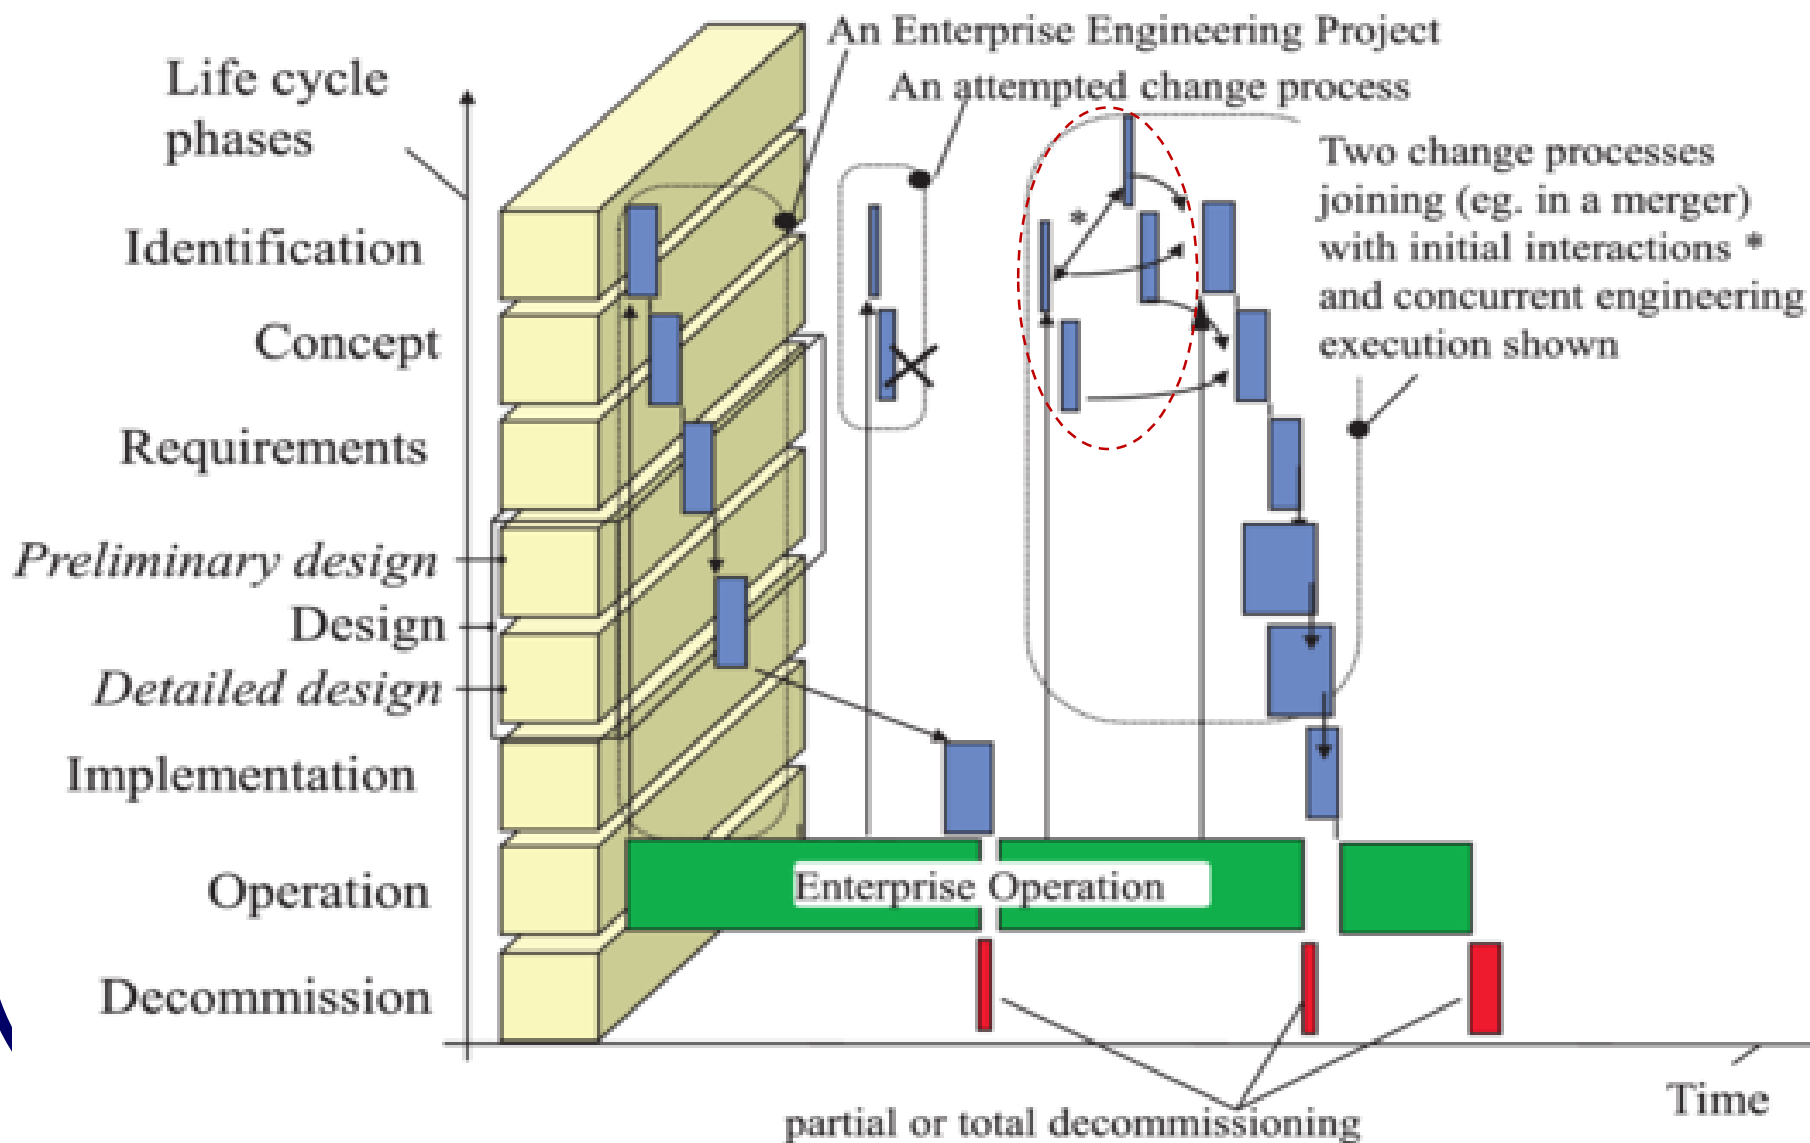 An Enterprise Engineering Project
An attempted change process
Life cycle
phases
Two change processes
joining (eg. in a merger)
with initial interactions *
and concurrent engineering
execution shown
*
Identification
Concept
Requirements
Preliminary design
Design
Detailed design
Implementation
Operation
Enterprise Operation
Decommission
Time
partial or total decommissioning